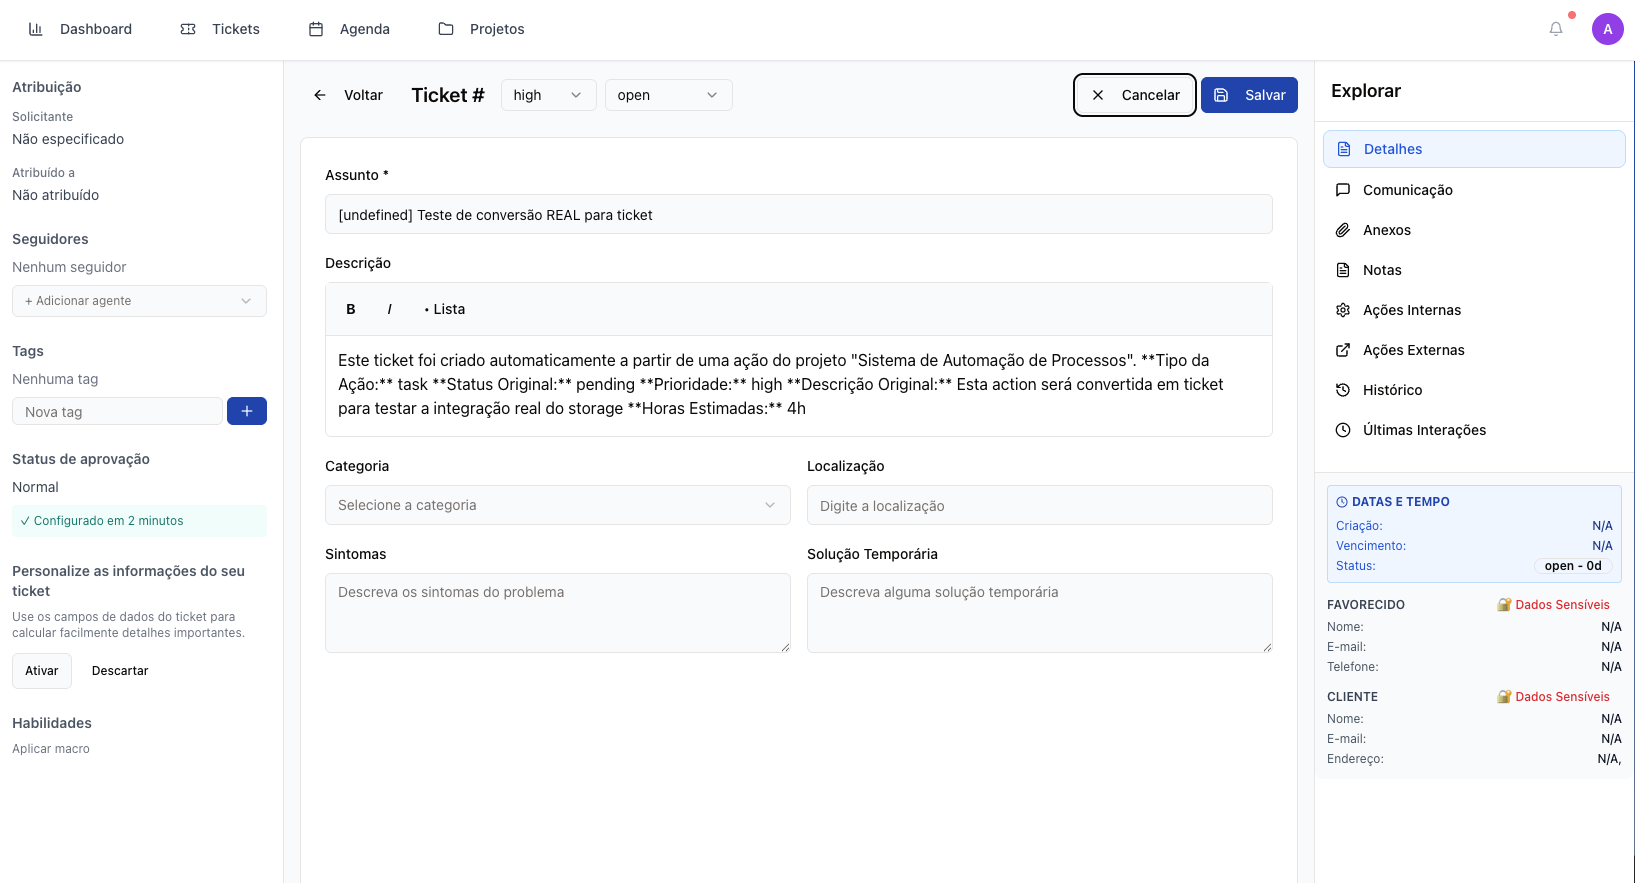 Dashboard
Tickets
Agenda
Projetos
A
Atribuição
Solicitante
Não especificado
Atribuído a
Não atribuído
Seguidores
Nenhum seguidor
+ Adicionar agente
Tags
Nenhuma tag
Nova tag
+
Status de aprovação
Normal
✓ Configurado em 2 minutos
Personalize as informações do seu
ticket
Use os campos de dados do ticket para
calcular facilmente detalhes importantes.
Ativar
Descartar
Habilidades
Aplicar macro
Voltar
Ticket #
high
open
Cancelar
Salvar
Assunto *
[undefined] Teste de conversão REAL para ticket
Descrição
B
I
• Lista
Este ticket foi criado automaticamente a partir de uma ação do projeto "Sistema de Automação de Processos". **Tipo da
Ação:** task **Status Original:** pending **Prioridade:** high **Descrição Original:** Esta action será convertida em ticket
para testar a integração real do storage **Horas Estimadas:** 4h
Categoria
Selecione a categoria
Localização
Digite a localização
Sintomas
Descreva os sintomas do problema
Solução Temporária
Descreva alguma solução temporária
Explorar
Detalhes
Comunicação
Anexos
Notas
Ações Internas
Ações Externas
Histórico
Últimas Interações
DATAS E TEMPO
Criação: N/A
Vencimento: N/A
Status: open - 0d
FAVORECIDO 🔐 Dados Sensíveis
Nome: N/A
E-mail: N/A
Telefone: N/A
CLIENTE 🔐 Dados Sensíveis
Nome: N/A
E-mail: N/A
Endereço: N/A,